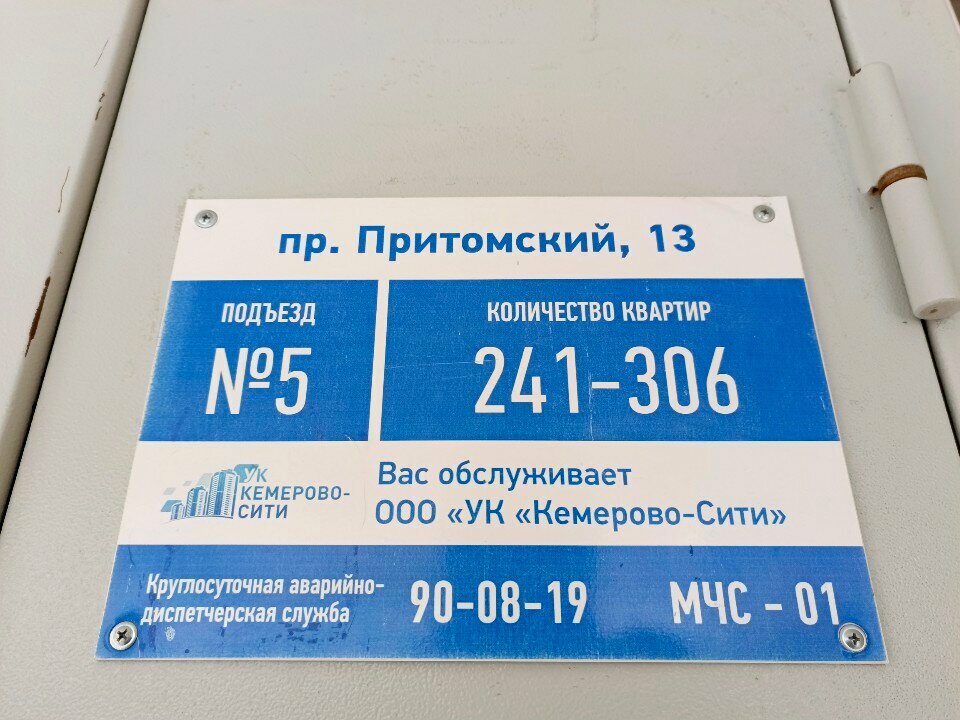 пр. Притомский, 13
ПОДЪЕЗД
№5
КОЛИЧЕСТВО КВАРТИР
241-306
УК
КЕМЕРОВО-
СИТИ
Вас обслуживает
ООО «УК «Кемерово-Сити»
Круглосуточная аварийно-
диспетчерская служба
90-08-19
МЧС - 01